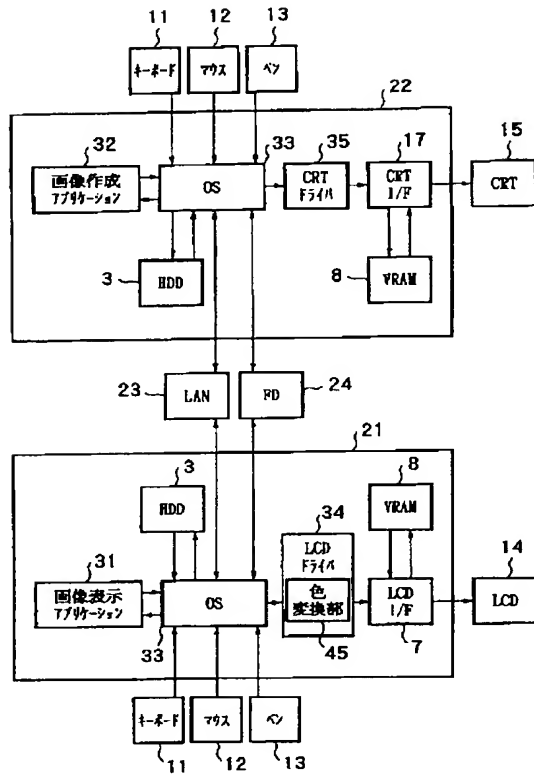 11
12
13
キーボード
マウス
ペン
22
32
33
35
17
15
画像作成
アプリケーション
OS
CRT
ドライバ
CRT
I/F
CRT
3
HDD
8
VRAM
23
LAN
FD
24
21
3
HDD
34
8
VRAM
31
画像表示
アプリケーション
OS
33
LCD
ドライバ
色
変換部
45
LCD
I/F
7
14
LCD
キーボード
マウス
ペン
11
12
13